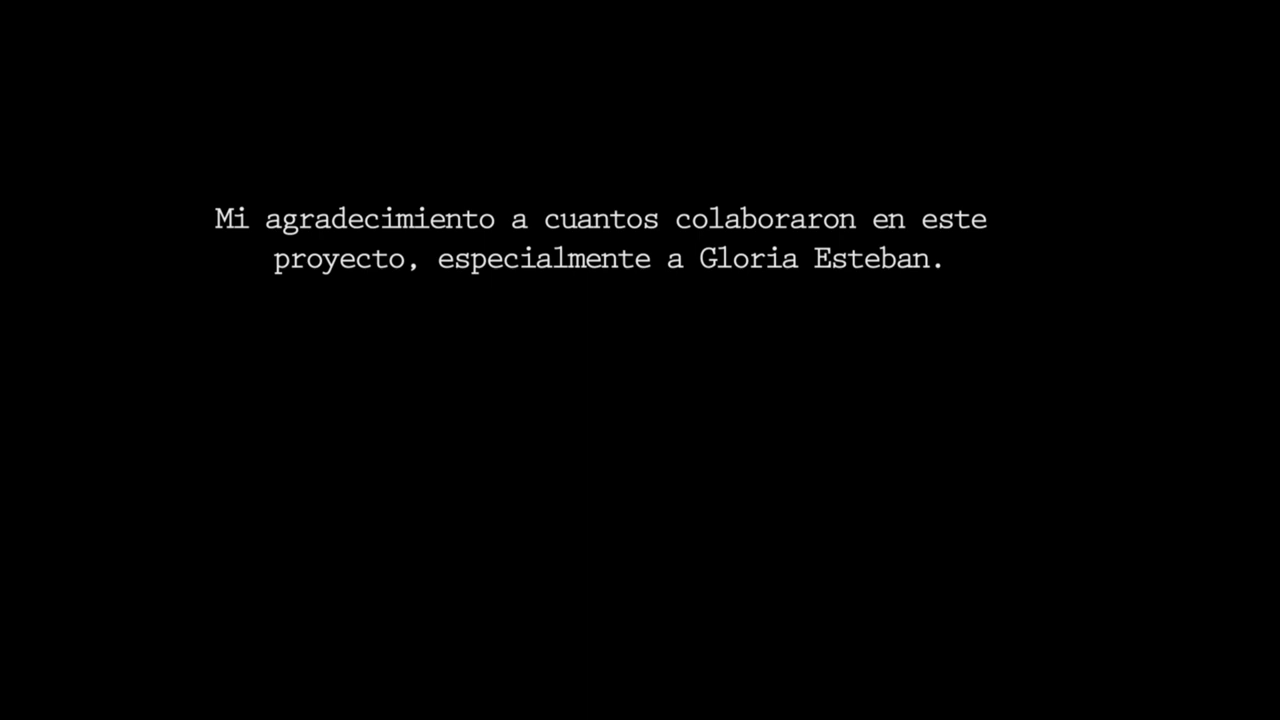 Mi agradecimiento a cuantos colaboraron en este
proyecto, especialmente a Gloria Esteban.